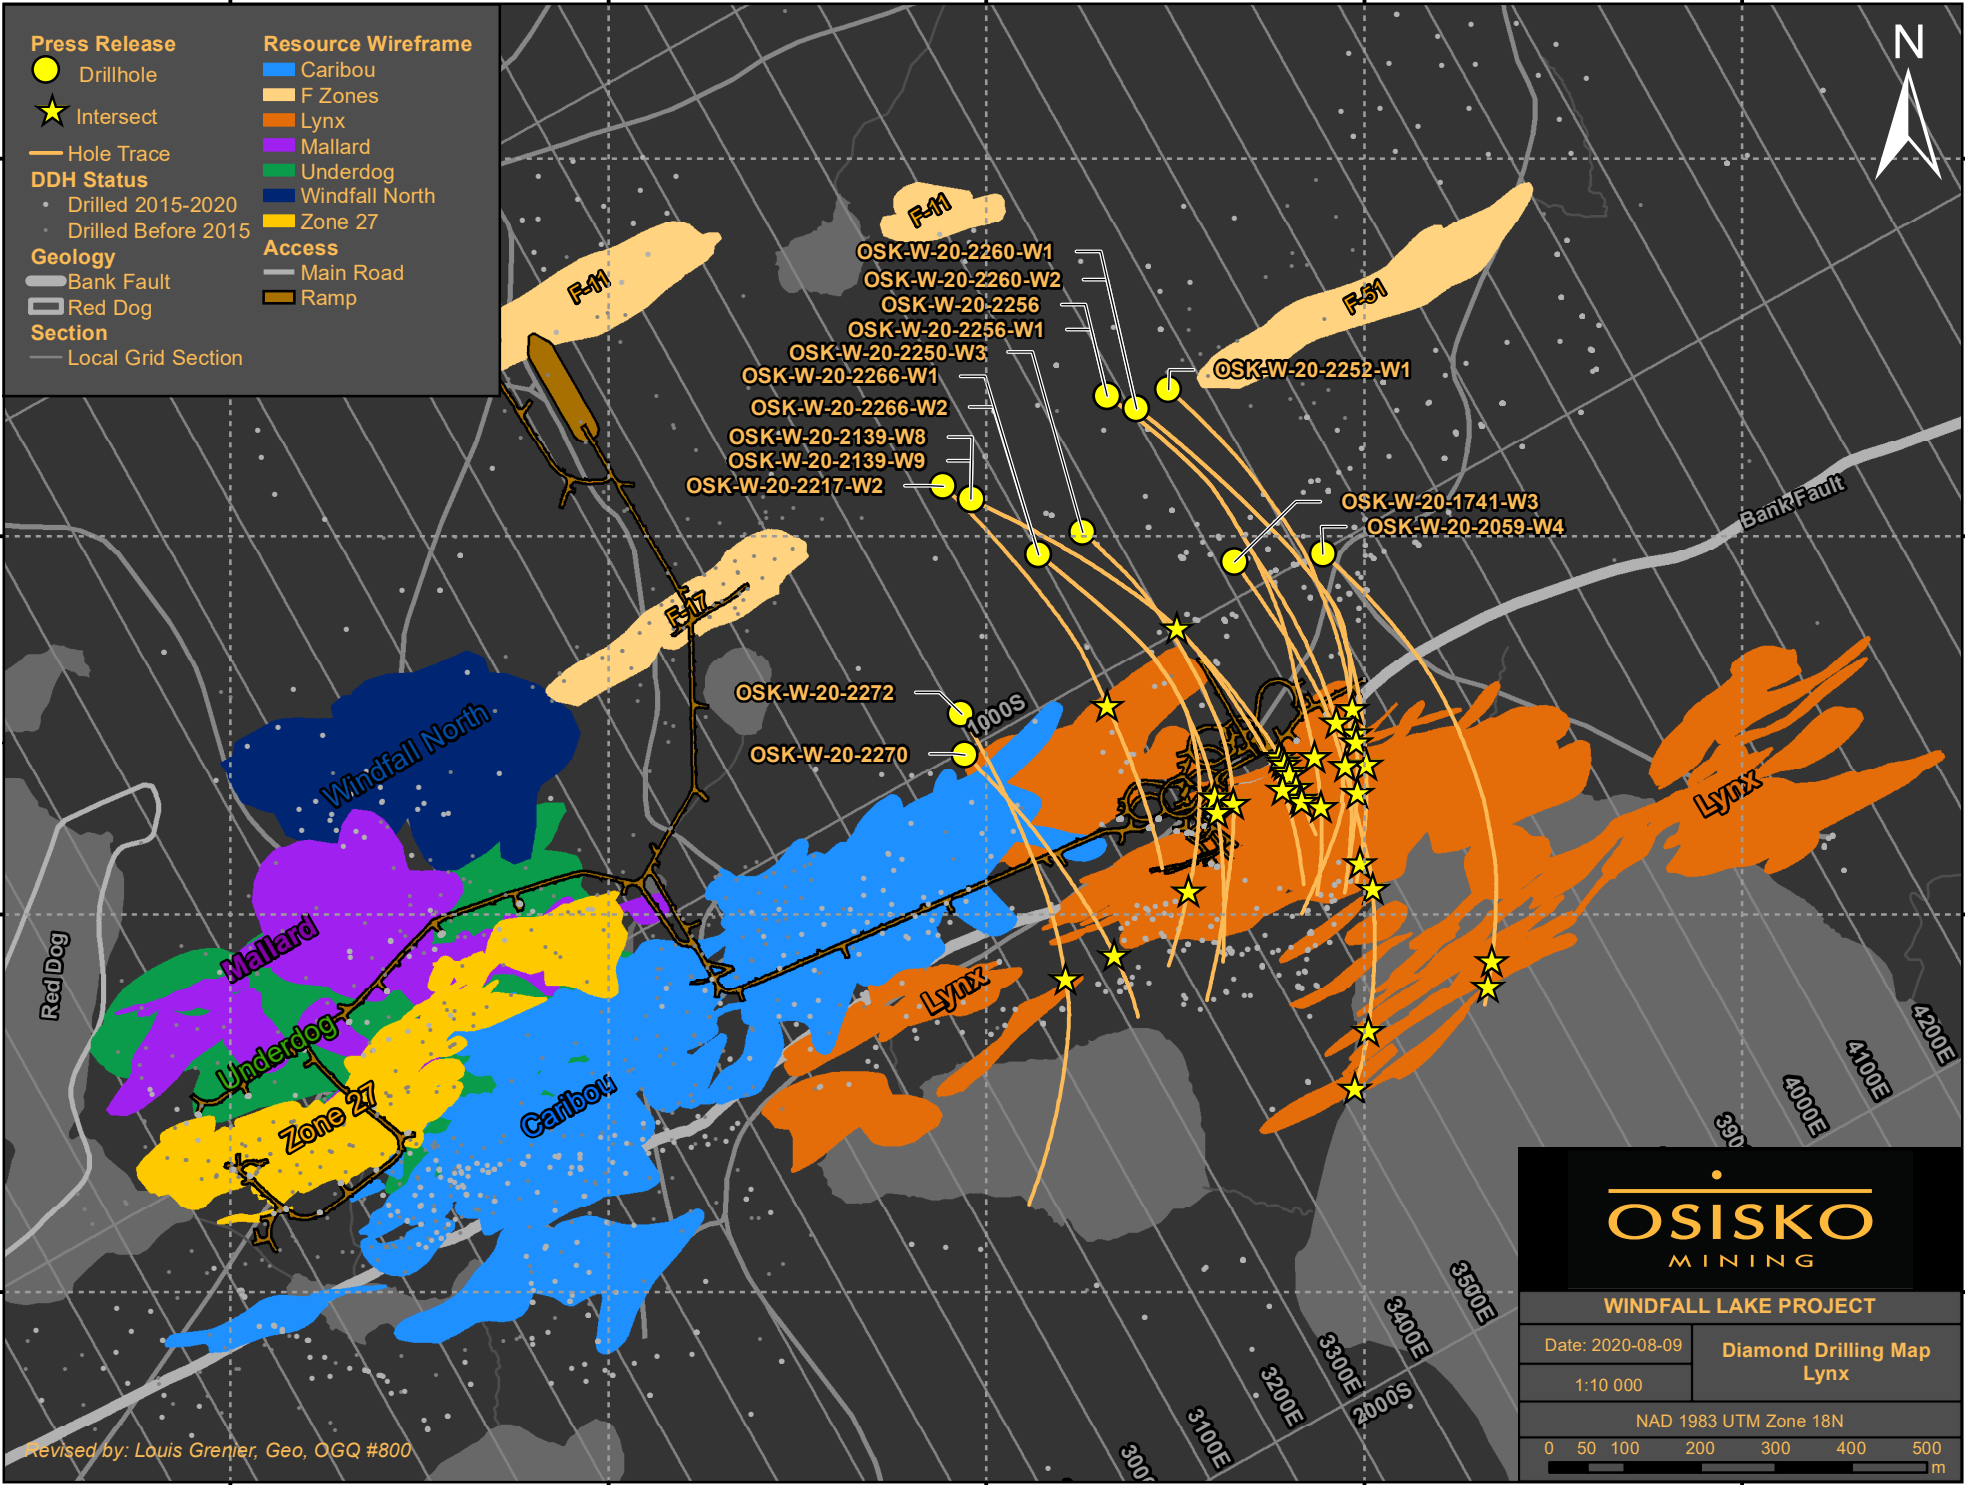 Press Release
Drillhole
Intersect
Hole Trace
DDH Status
Drilled 2015-2020
Drilled Before 2015
Geology
Bank Fault
Red Dog
Section
Local Grid Section
Resource Wireframe
Caribou
F Zones
Lynx
Mallard
Underdog
Windfall North
Zone 27
Access
Main Road
Ramp
N
F-11
F-11
F-51
F-17
OSK-W-20-2260-W1
OSK-W-20-2260-W2
OSK-W-20-2256
OSK-W-20-2256-W1
OSK-W-20-2250-W3
OSK-W-20-2266-W1
OSK-W-20-2266-W2
OSK-W-20-2139-W8
OSK-W-20-2139-W9
OSK-W-20-2217-W2
OSK-W-20-2252-W1
OSK-W-20-1741-W3
OSK-W-20-2059-W4
Bank Fault
OSK-W-20-2272
OSK-W-20-2270
1000S
Windfall North
Lynx
Mallard
Lynx
Red Dog
Underdog
Zone 27
Caribou
4200E
4100E
4000E
390
3500E
3400E
3300E
3200E
3100E
300
2000S
OSISKO
MINING
WINDFALL LAKE PROJECT
Date: 2020-08-09
1:10 000
Diamond Drilling Map
Lynx
NAD 1983 UTM Zone 18N
0 50 100 200 300 400 500
m
Revised by: Louis Grenier, Geo, OGQ #800